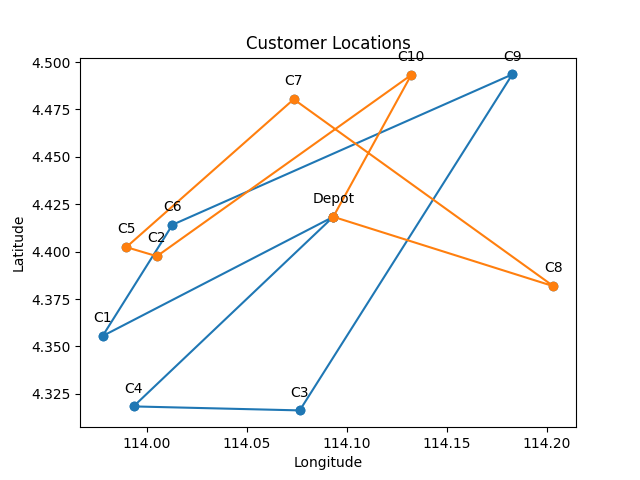 Customer Locations
4.500
4.475
4.450
4.425
4.400
4.375
4.350
4.325
Latitude
C10
C9
C7
Depot
C6
C5
C2
C8
C1
C4
C3
114.00
114.05
114.10
114.15
114.20
Longitude